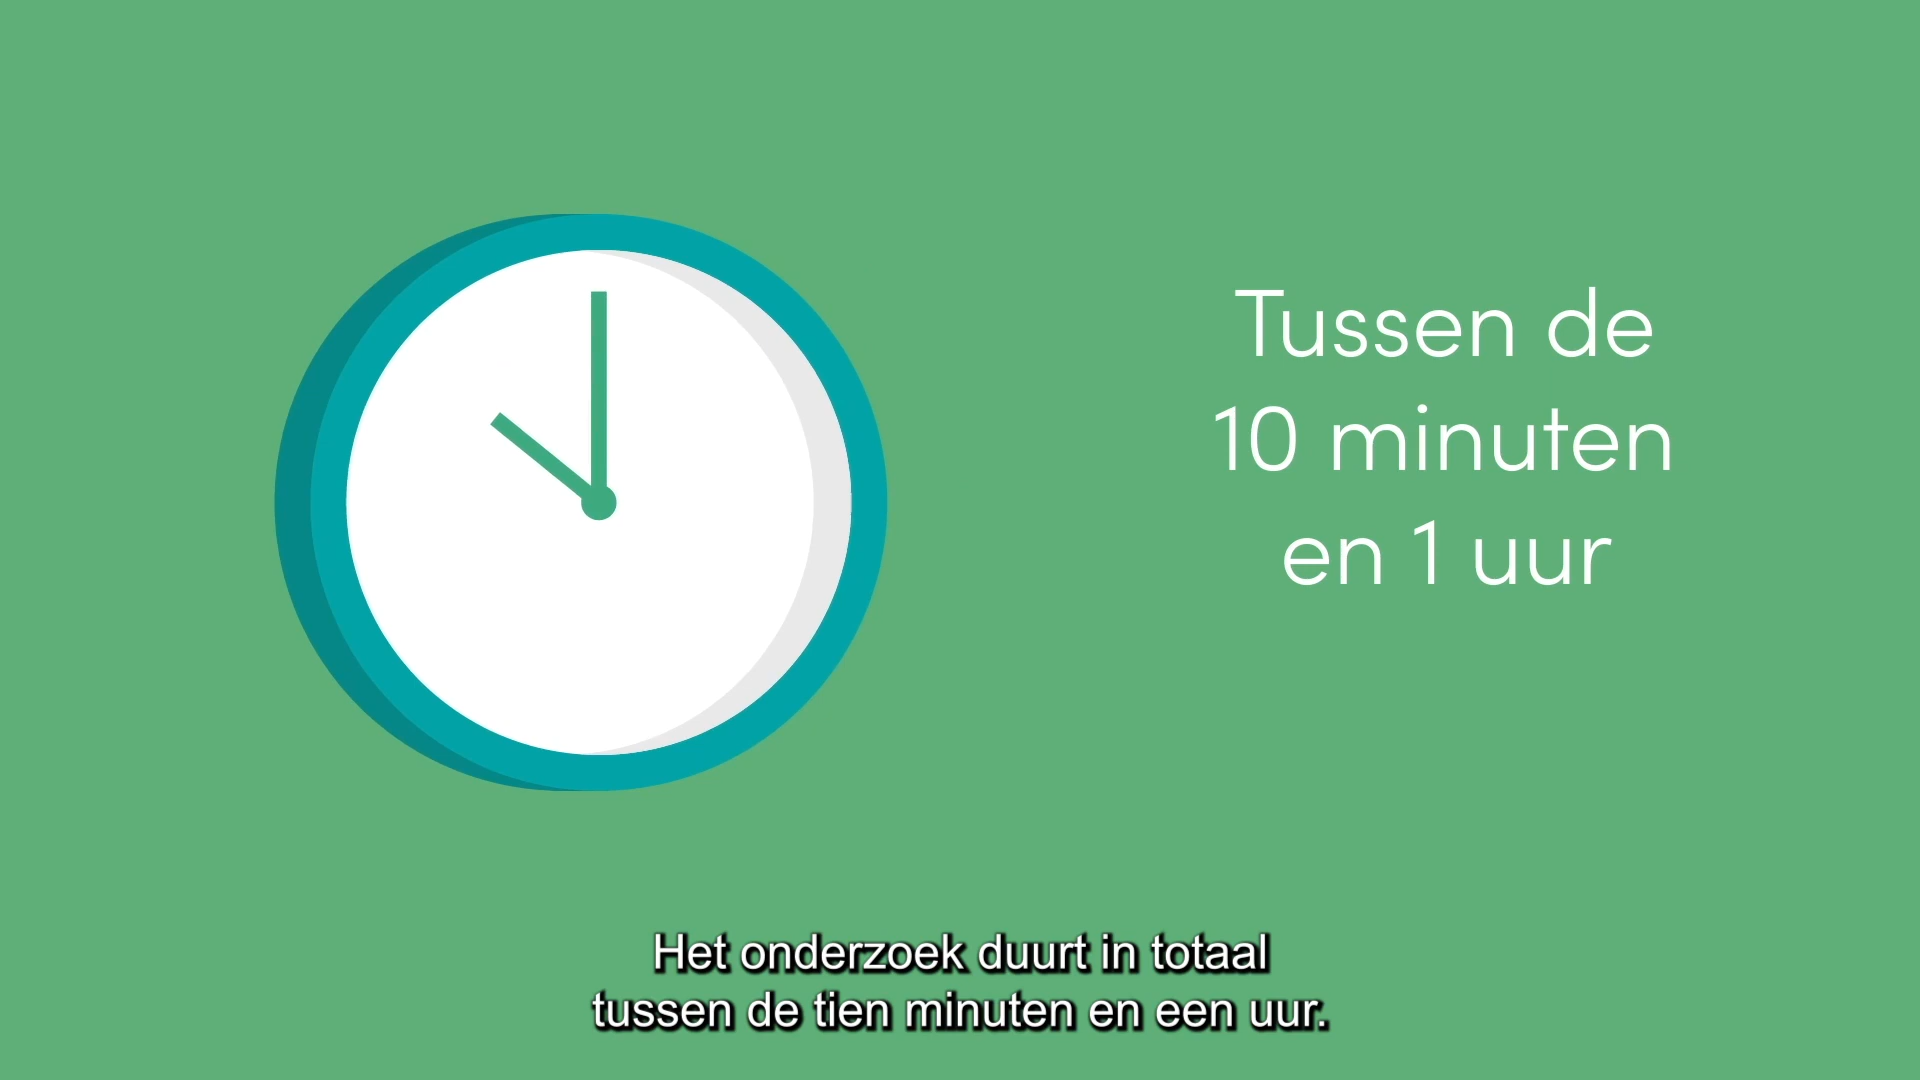 Tussen de
10 minuten
en 1 uur
Het onderzoek duurt in totaal
tussen de tien minuten en een uur.